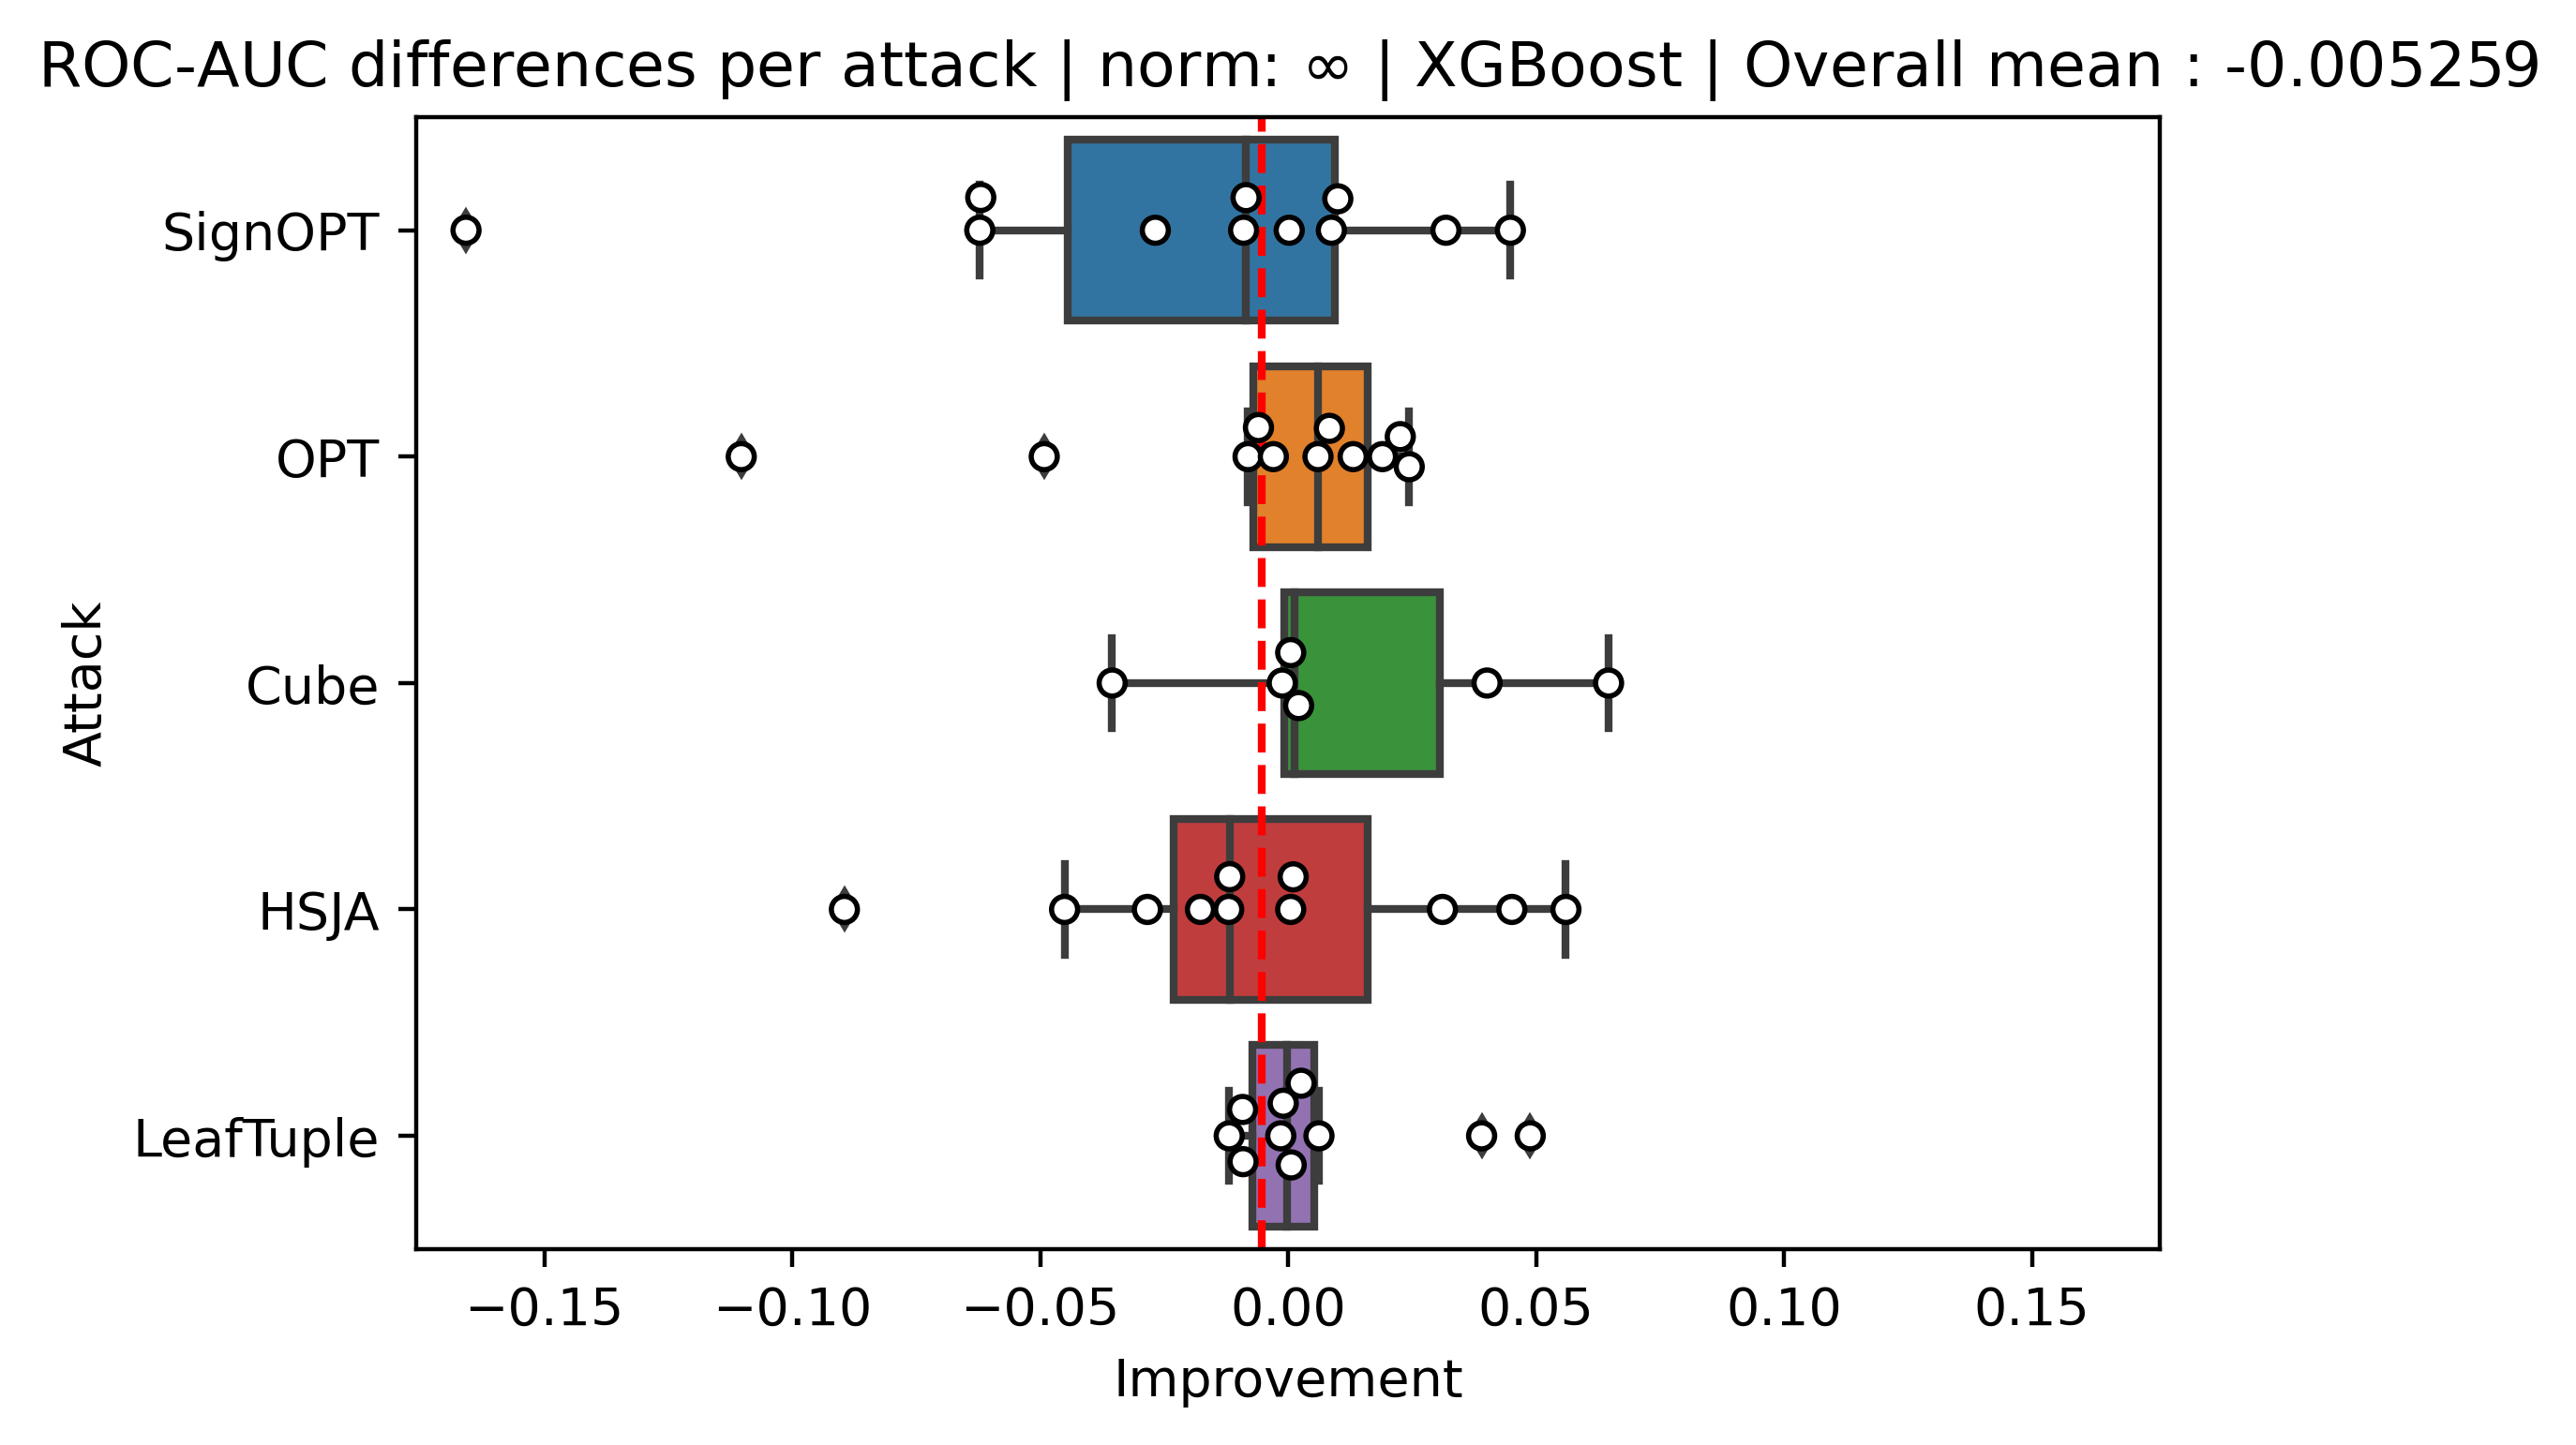 ROC-AUC differences per attack | norm: ∞ | XGBoost | Overall mean : -0.005259
SignOPT
OPT
Cube
HSJA
LeafTuple
Attack
−0.15 −0.10 −0.05 0.00 0.05 0.10 0.15
Improvement